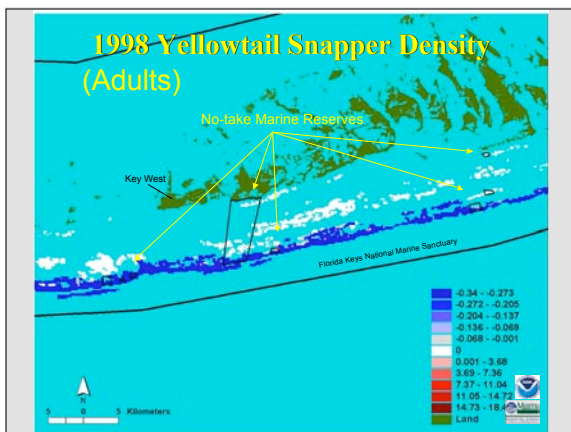 1998 Yellowtail Snapper Density
(Adults)
No-take Marine Reserves
Key West
Florida Keys National Marine Sanctuary
-0.34 - -0.273
-0.272 - -0.205
-0.204 - -0.137
-0.136 - -0.069
-0.068 - -0.001
0
0.001 - 3.68
3.69 - 7.36
7.37 - 11.04
11.05 - 14.72
14.73 - 18.4
Land
N
5 0 5 Kilometers